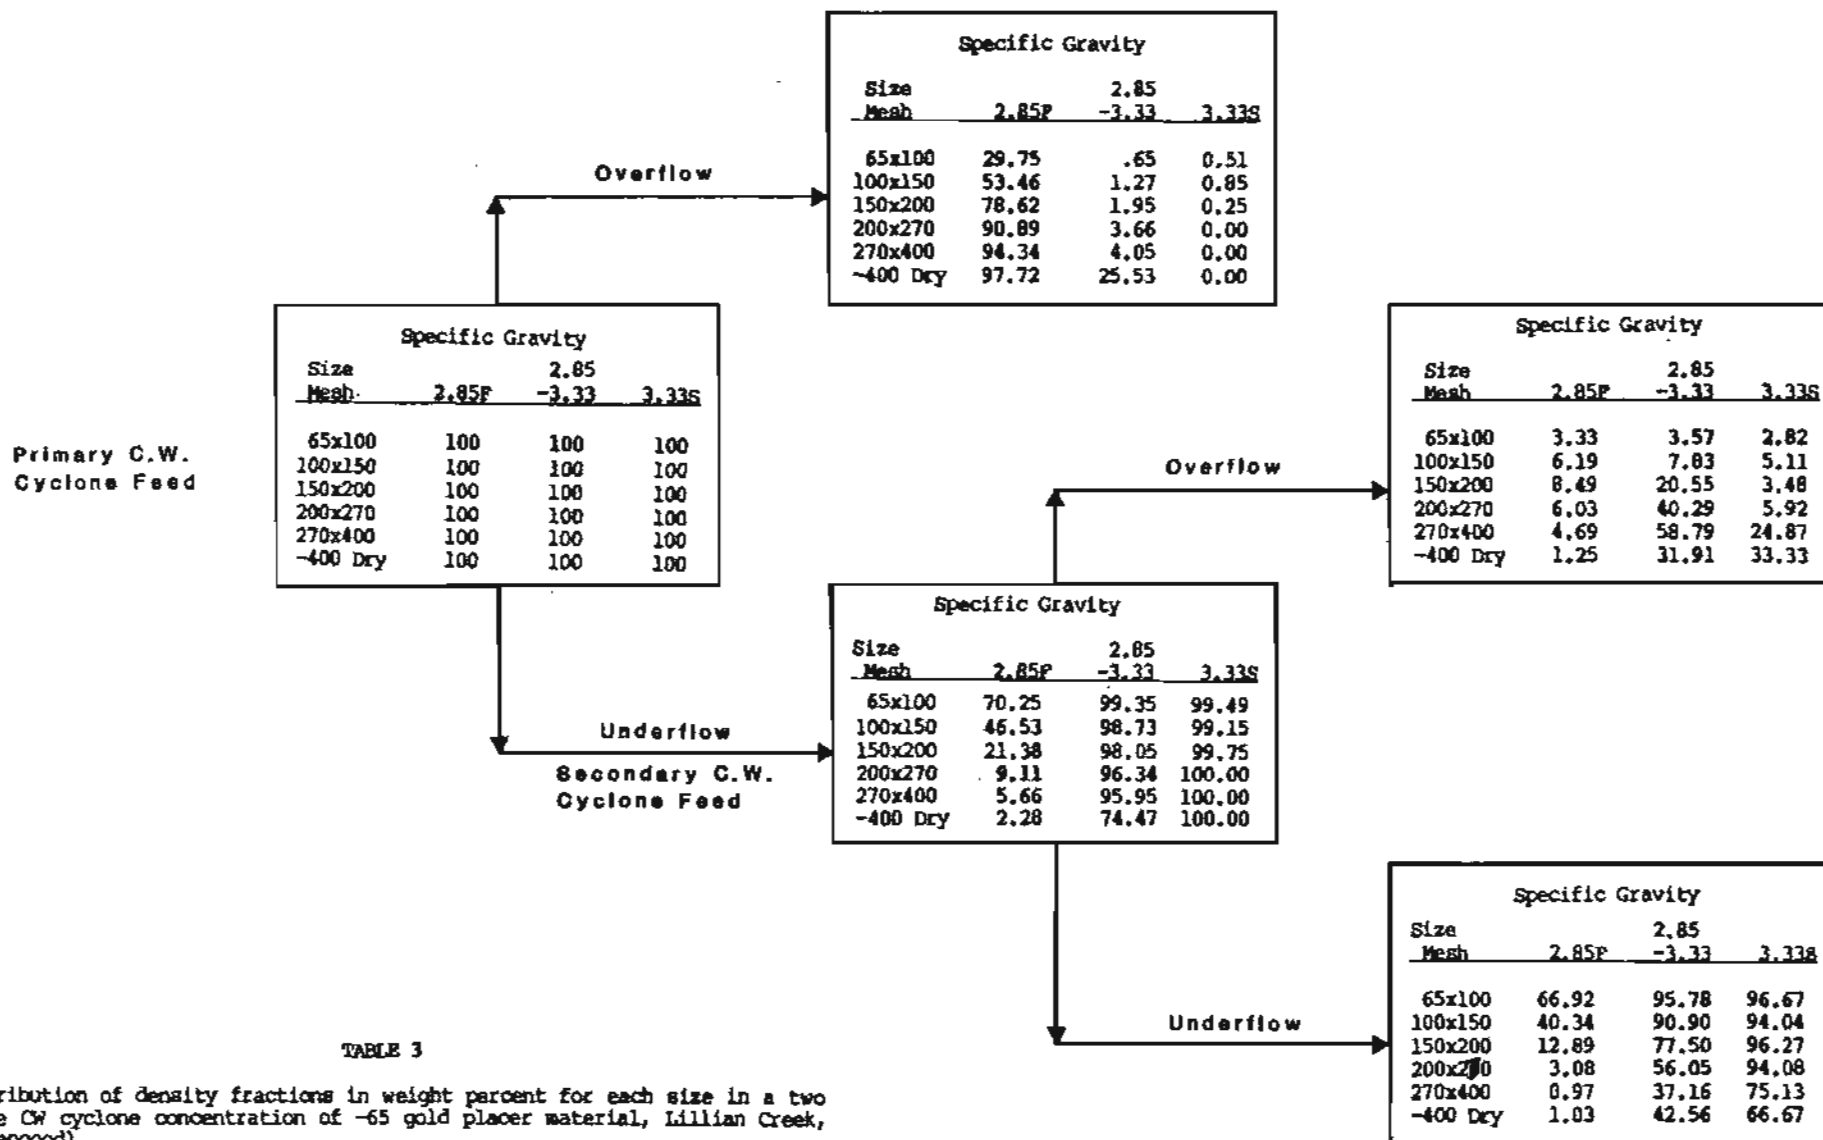 Specific Gravity
Size 2.85
Mesh 2.85F -3.33 3.33S
65x100 29.75 .65 0.51
100x150 53.46 1.27 0.85
150x200 78.62 1.95 0.25
200x270 90.89 3.66 0.00
270x400 94.34 4.05 0.00
-400 Dry 97.72 25.53 0.00
Overflow
Specific Gravity
Size 2.85
Mesh 2.85F -3.33 3.33S
65x100 100 100 100
100x150 100 100 100
150x200 100 100 100
200x270 100 100 100
270x400 100 100 100
-400 Dry 100 100 100
Primary C.W.
Cyclone Feed
Specific Gravity
Size 2.85
Mesh 2.85F -3.33 3.33S
65x100 3.33 3.57 2.82
100x150 6.19 7.83 5.11
150x200 8.49 20.55 3.48
200x270 6.03 40.29 5.92
270x400 4.69 58.79 24.87
-400 Dry 1.25 31.91 33.33
Overflow
Specific Gravity
Size 2.85
Mesh 2.85F -3.33 3.33S
65x100 70.25 99.35 99.49
100x150 46.53 98.73 99.15
150x200 21.38 98.05 99.75
200x270 9.11 96.34 100.00
270x400 5.66 95.95 100.00
-400 Dry 2.28 74.47 100.00
Underflow
Secondary C.W.
Cyclone Feed
Specific Gravity
Size 2.85
Mesh 2.85F -3.33 3.33S
65x100 66.92 95.78 96.67
100x150 40.34 90.90 94.04
150x200 12.89 77.50 96.27
200x270 3.08 56.05 94.08
270x400 0.97 37.16 75.13
-400 Dry 1.03 42.56 66.67
Underflow
TABLE 3
ribution of density fractions in weight percent for each size in a two
e CW cyclone concentration of -65 gold placer material, Lillian Creek,